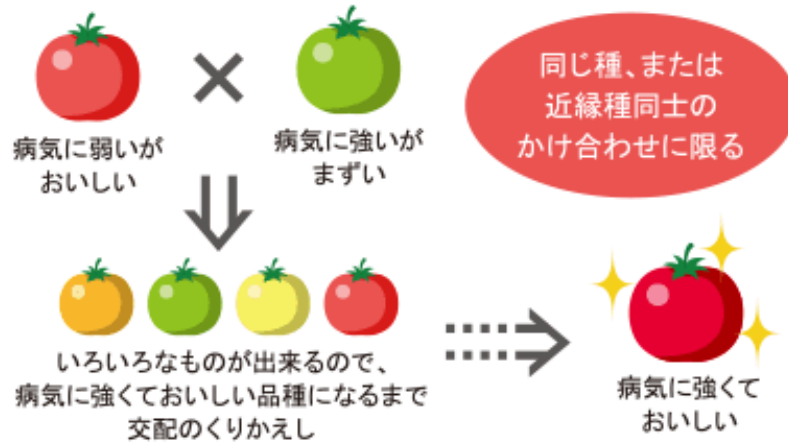 病気に弱いが
おいしい
×
病気に強いが
まずい
同じ種、または
近縁種同士の
かけ合わせに限る
いろいろなものが出来るので、
病気に強くておいしい品種になるまで
交配のくりかえし
病気に強くて
おいしい